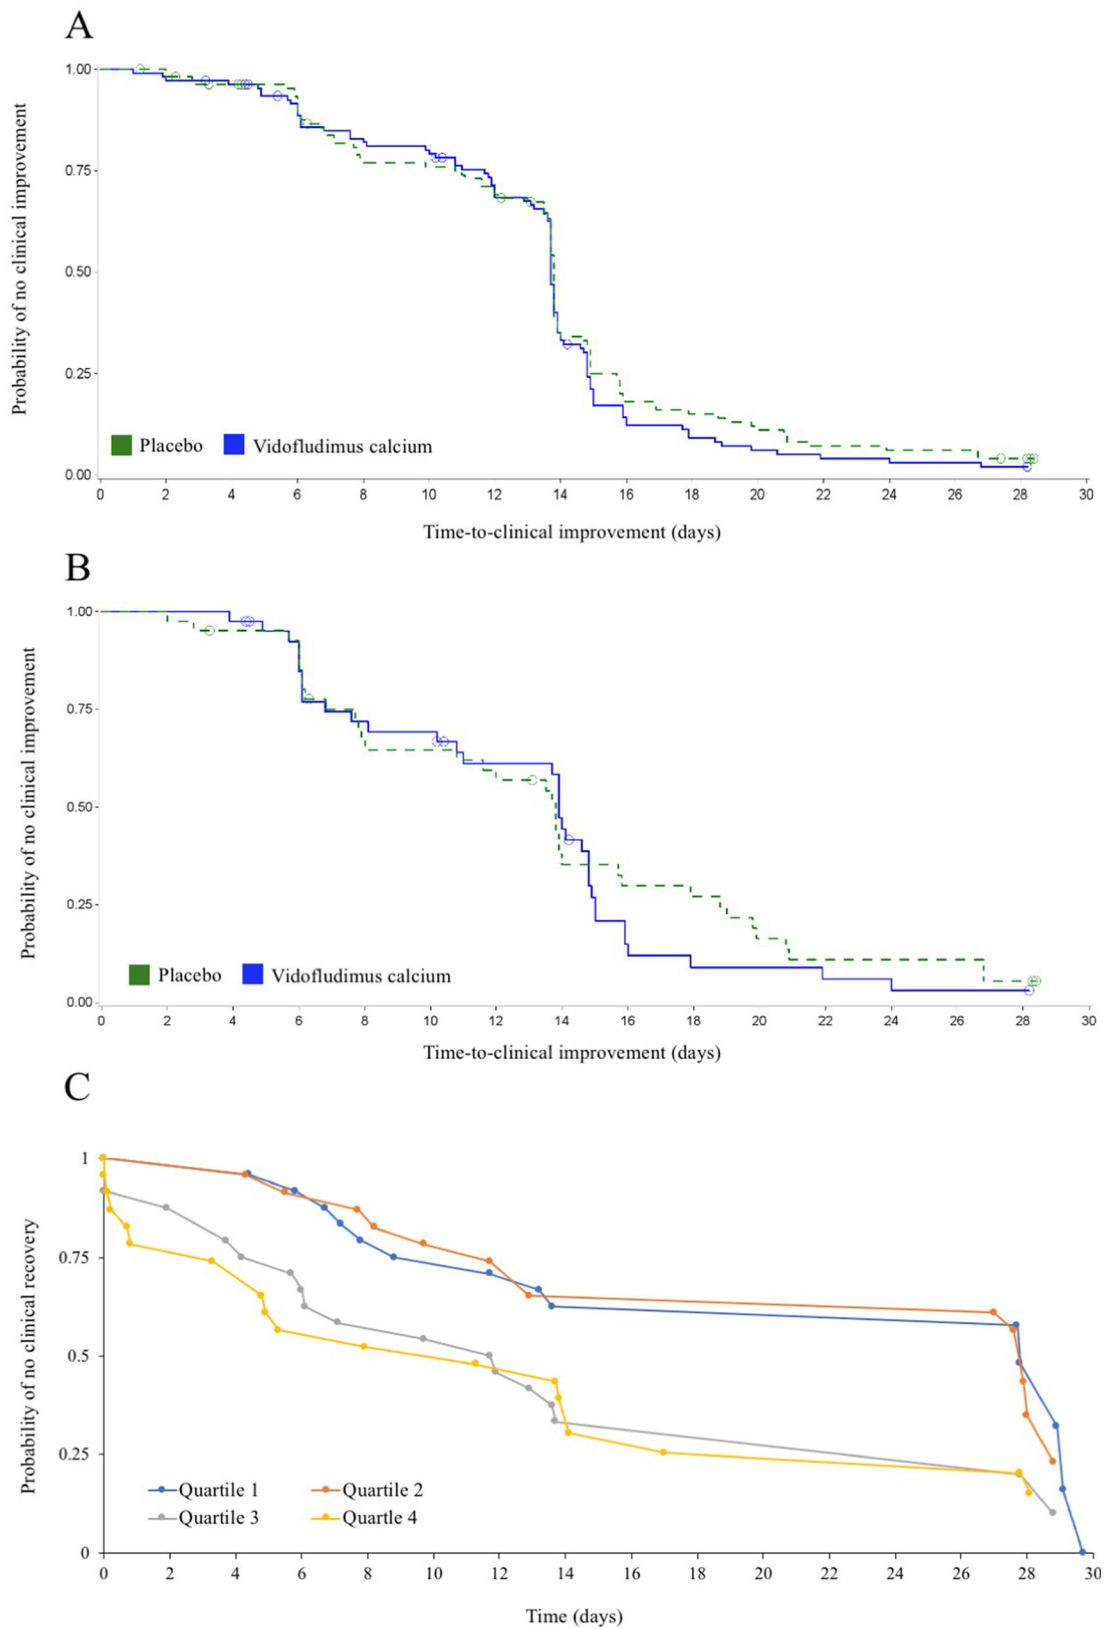 A
Probability of no clinical improvement
1.00
0.75
0.50
0.25
0.00
Placebo Vidofludimus calcium
0 2 4 6 8 10 12 14 16 18 20 22 24 26 28 30
Time-to-clinical improvement (days)
B
Probability of no clinical improvement
1.00
0.75
0.50
0.25
0.00
Placebo Vidofludimus calcium
0 2 4 6 8 10 12 14 16 18 20 22 24 26 28 30
Time-to-clinical improvement (days)
C
Probability of no clinical recovery
1
0.75
0.5
0.25
0
Quartile 1 Quartile 2
Quartile 3 Quartle 4
0 2 4 6 8 10 12 14 16 18 20 22 24 26 28 30
Time (days)